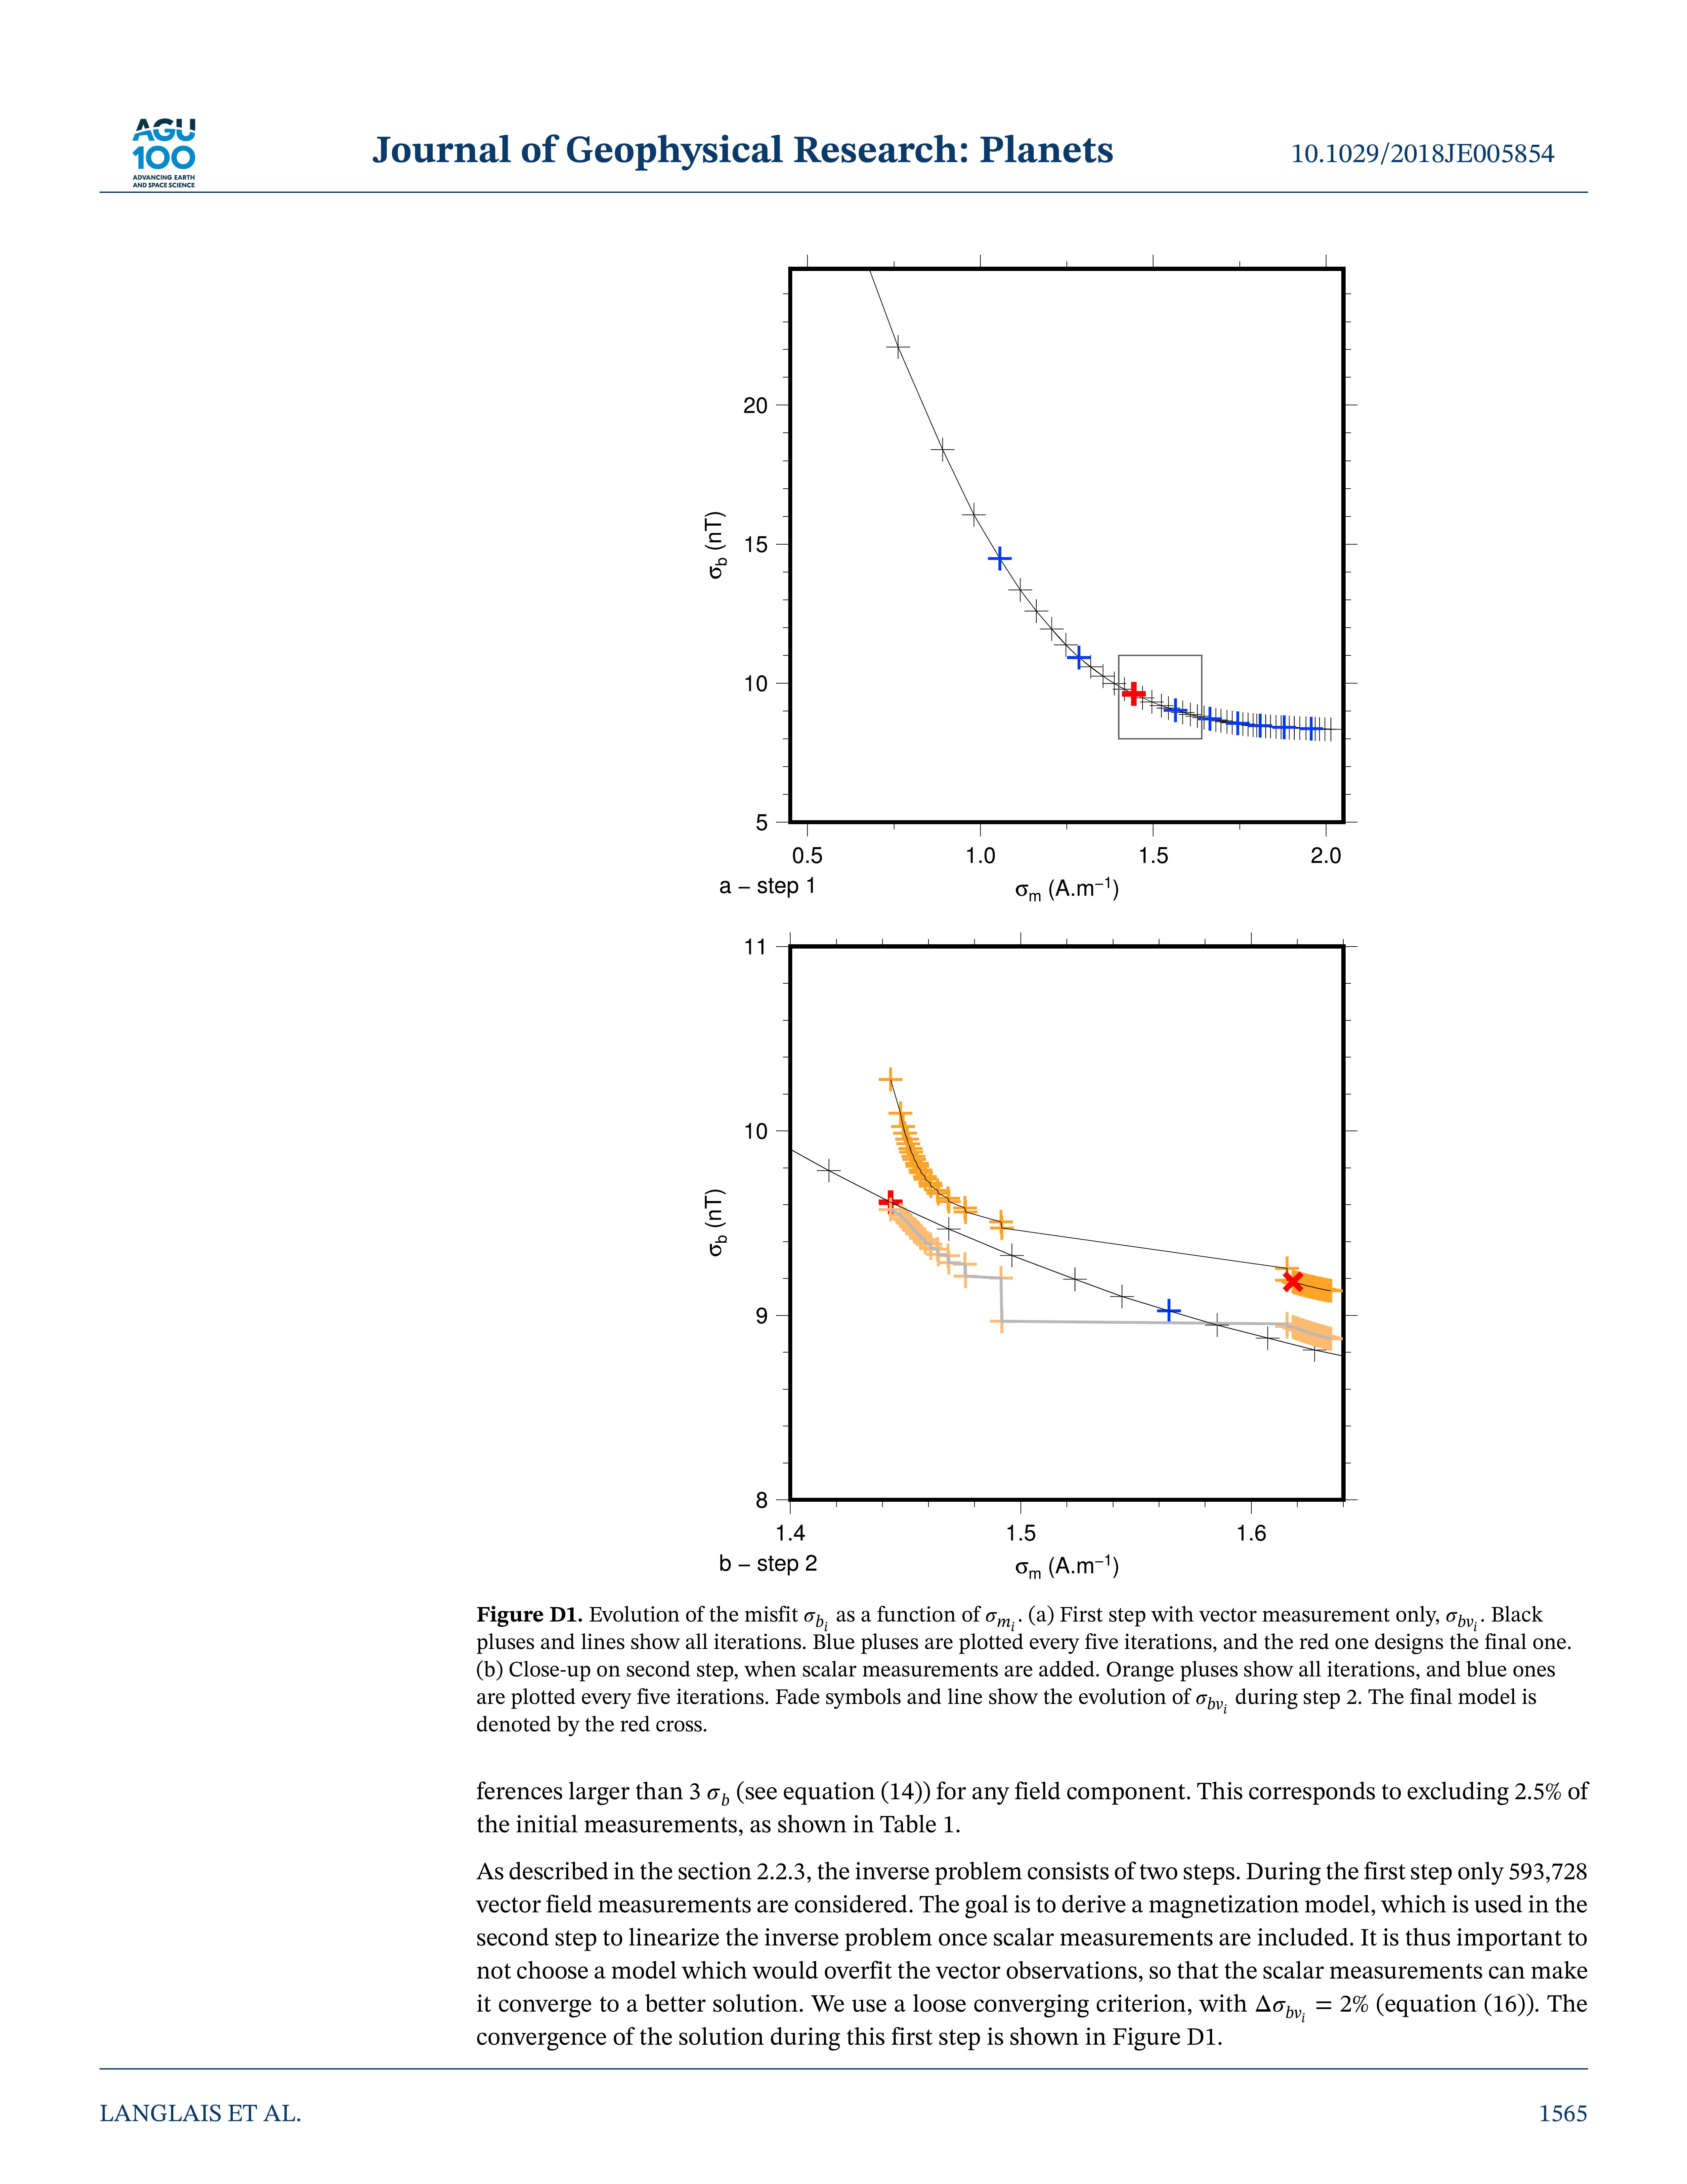 AGU
100
ADVANCING EARTH
AND SPACE SCIENCE
Journal of Geophysical Research: Planets
10.1029/2018JE005854
20
15
10
5
σb (nT)
0.5 1.0 1.5 2.0
a – step 1
σm (A.m−1)
11
10
9
8
σb (nT)
1.4 1.5 1.6
b – step 2
σm (A.m−1)
Figure D1. Evolution of the misfit σbi as a function of σmi. (a) First step with vector measurement only, σbvi. Black
pluses and lines show all iterations. Blue pluses are plotted every five iterations, and the red one designs the final one.
(b) Close-up on second step, when scalar measurements are added. Orange pluses show all iterations, and blue ones
are plotted every five iterations. Fade symbols and line show the evolution of σbvi during step 2. The final model is
denoted by the red cross.
ferences larger than 3 σb (see equation (14)) for any field component. This corresponds to excluding 2.5% of
the initial measurements, as shown in Table 1.
As described in the section 2.2.3, the inverse problem consists of two steps. During the first step only 593,728
vector field measurements are considered. The goal is to derive a magnetization model, which is used in the
second step to linearize the inverse problem once scalar measurements are included. It is thus important to
not choose a model which would overfit the vector observations, so that the scalar measurements can make
it converge to a better solution. We use a loose converging criterion, with Δσbvi = 2% (equation (16)). The
convergence of the solution during this first step is shown in Figure D1.
LANGLAIS ET AL.
1565